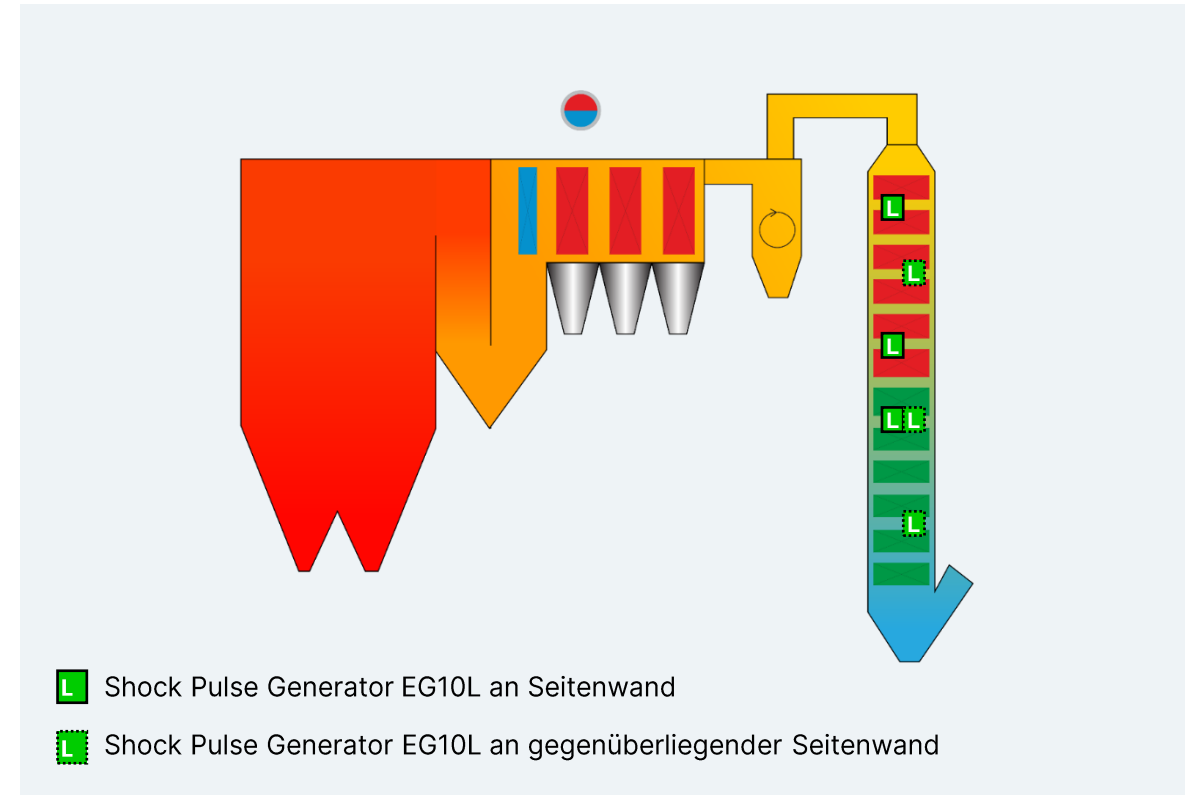 L
L
L
L L
L
L Shock Pulse Generator EG10L an Seitenwand
L Shock Pulse Generator EG10L an gegenüberliegender Seitenwand